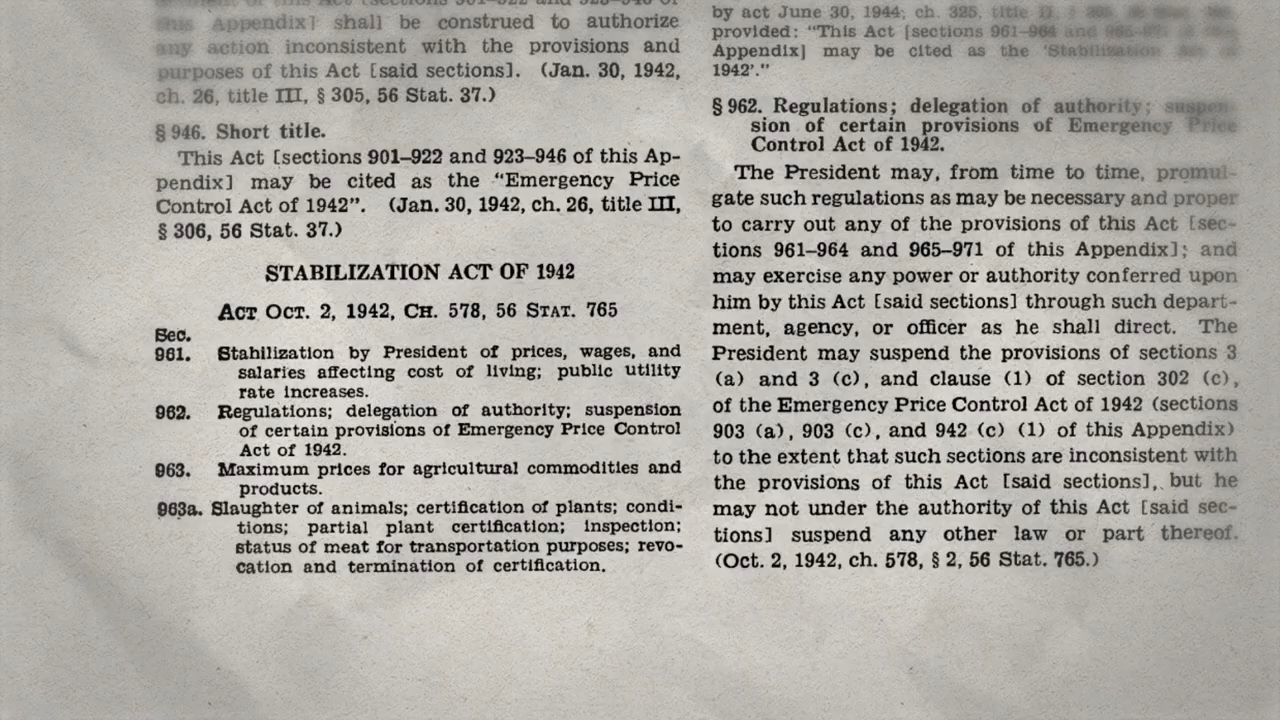 this Appendix] shall be construed to authorize
any action inconsistent with the provisions and
purposes of this Act [said sections]. (Jan. 30, 1942,
ch. 26, title III, § 305, 56 Stat. 37.)
§ 946. Short title.
This Act [sections 901–922 and 923–946 of this Ap-
pendix] may be cited as the “Emergency Price
Control Act of 1942”. (Jan. 30, 1942, ch. 26, title III,
§ 306, 56 Stat. 37.)
STABILIZATION ACT OF 1942
ACT OCT. 2, 1942, CH. 578, 56 STAT. 765
Sec.
961. Stabilization by President of prices, wages, and
salaries affecting cost of living; public utility
rate increases.
962. Regulations; delegation of authority; suspension
of certain provisions of Emergency Price Control
Act of 1942.
963. Maximum prices for agricultural commodities and
products.
963a. Slaughter of animals; certification of plants; condi-
tions; partial plant certification; inspection;
status of meat for transportation purposes; revo-
cation and termination of certification.
by act June 30, 1944; ch. 325, title II,
provided: “This Act [sections 961–964 and
Appendix] may be cited as the ‘Stabilization Act of
1942’.”
§ 962. Regulations; delegation of authority; suspen-
sion of certain provisions of Emergency Price
Control Act of 1942.
The President may, from time to time, promul-
gate such regulations as may be necessary and proper
to carry out any of the provisions of this Act [sec-
tions 961–964 and 965–971 of this Appendix]; and
may exercise any power or authority conferred upon
him by this Act [said sections] through such depart-
ment, agency, or officer as he shall direct. The
President may suspend the provisions of sections 3
(a) and 3 (c), and clause (1) of section 302 (c),
of the Emergency Price Control Act of 1942 (sections
903 (a), 903 (c), and 942 (c) (1) of this Appendix)
to the extent that such sections are inconsistent with
the provisions of this Act [said sections], but he
may not under the authority of this Act [said sec-
tions] suspend any other law or part thereof.
(Oct. 2, 1942, ch. 578, § 2, 56 Stat. 765.)